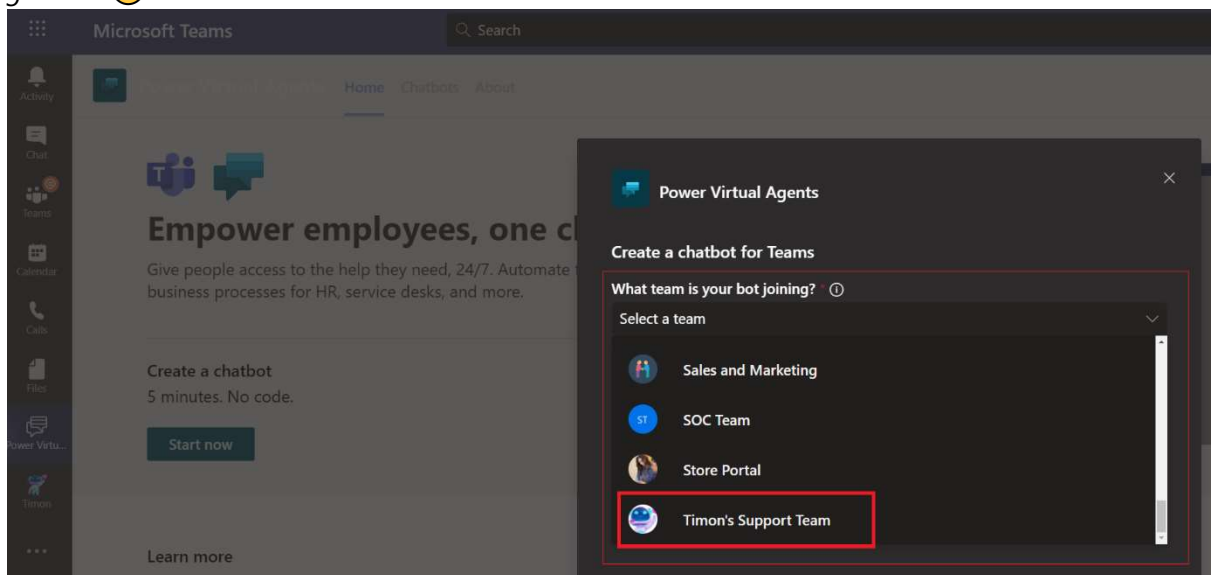 Microsoft Teams
Search
Activity
Chat
Teams
Calendar
Calls
Files
Power Virtu...
Timon
Power Virtual Agents
Home
Chatbots
About
Empower employees, one c
Give people access to the help they need, 24/7. Automate
business processes for HR, service desks, and more.
Create a chatbot
5 minutes. No code.
Start now
Learn more
Power Virtual Agents
Create a chatbot for Teams
What team is your bot joining? *
Select a team
Sales and Marketing
ST
SOC Team
Store Portal
Timon's Support Team